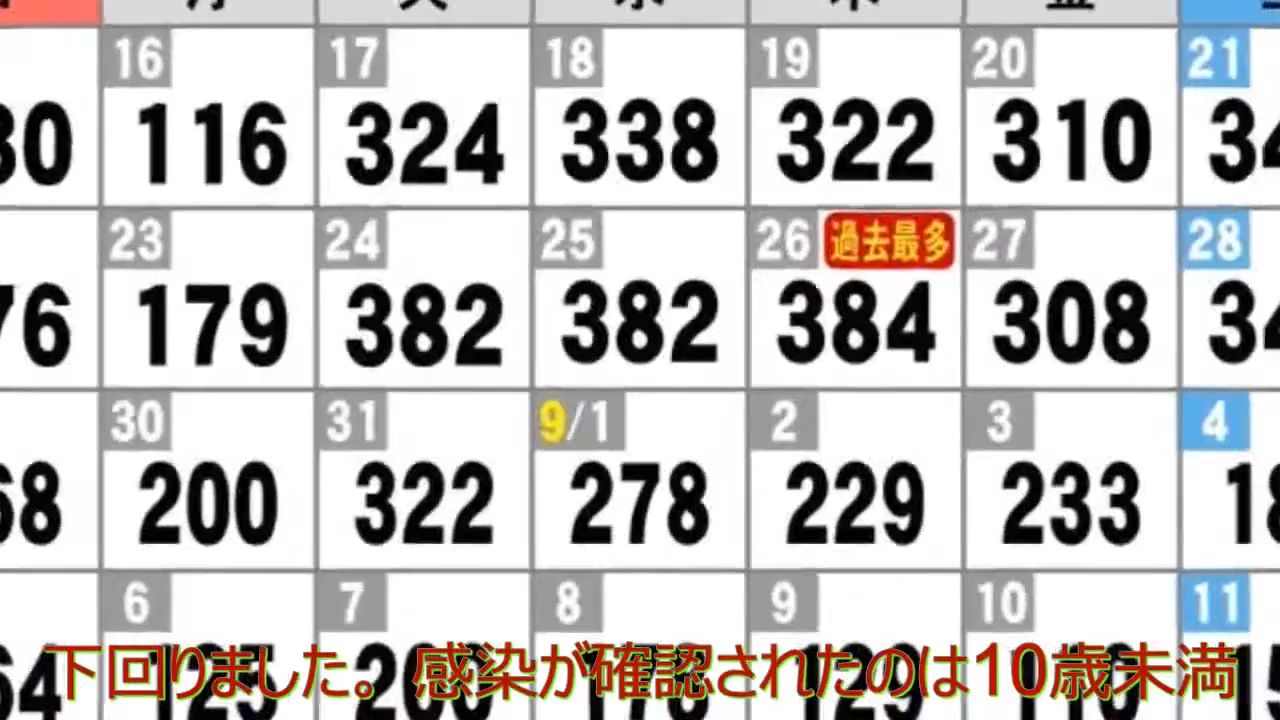 16 17 18 19 20 21
116 324 338 322 310
23 24 25 26 過去最多 27 28
179 382 382 384 308
30 31 9/1 2 3 4
200 322 278 229 233
6 7 8 9 10 11
下回りました。感染が確認されたのは10歳未満